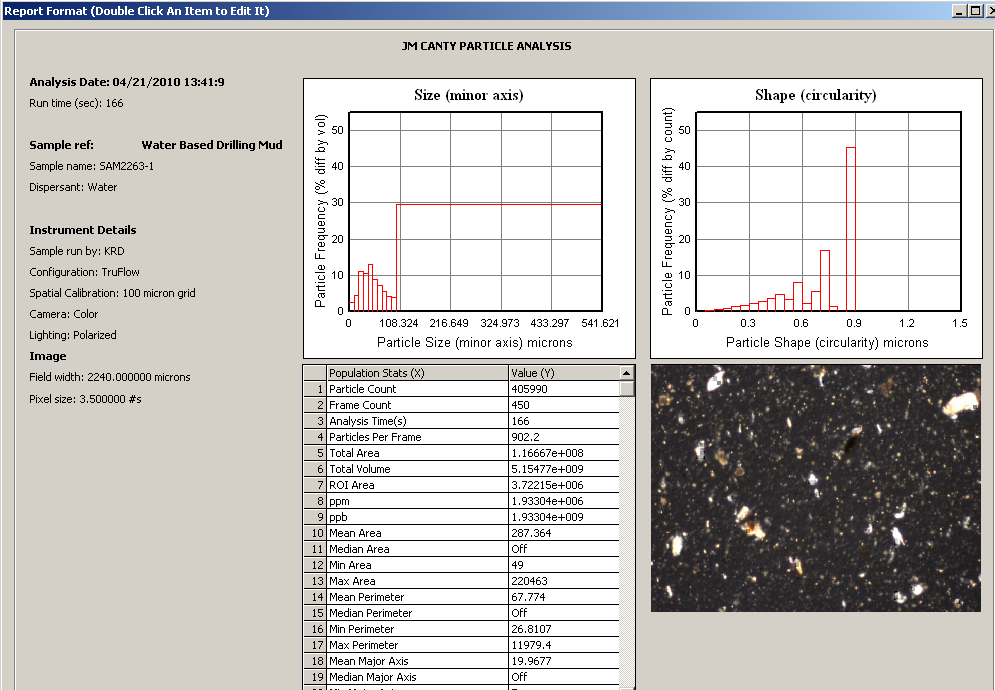 Report Format (Double Click An Item to Edit It)
JM CANTY PARTICLE ANALYSIS
Analysis Date: 04/21/2010 13:41:9
Run time (sec): 166
Sample ref: Water Based Drilling Mud
Sample name: SAM2263-1
Dispersant: Water
Instrument Details
Sample run by: KRD
Configuration: TruFlow
Spatial Calibration: 100 micron grid
Camera: Color
Lighting: Polarized
Image
Field width: 2240.000000 microns
Pixel size: 3.500000 #s
Size (minor axis)
Particle Frequency (% diff by vol)
50
40
30
20
10
0
0 108.324 216.649 324.973 433.297 541.621
Particle Size (minor axis) microns
Shape (circularity)
Particle Frequency (% diff by count)
50
40
30
20
10
0
0 0.3 0.6 0.9 1.2 1.5
Particle Shape (circularity) microns
Population Stats (X) Value (Y)
1 Particle Count 405990
2 Frame Count 450
3 Analysis Time(s) 166
4 Particles Per Frame 902.2
5 Total Area 1.16667e+008
6 Total Volume 5.15477e+009
7 ROI Area 3.72215e+006
8 ppm 1.93304e+006
9 ppb 1.93304e+009
10 Mean Area 287.364
11 Median Area Off
12 Min Area 49
13 Max Area 220463
14 Mean Perimeter 67.774
15 Median Perimeter Off
16 Min Perimeter 26.8107
17 Max Perimeter 11979.4
18 Mean Major Axis 19.9677
19 Median Major Axis Off